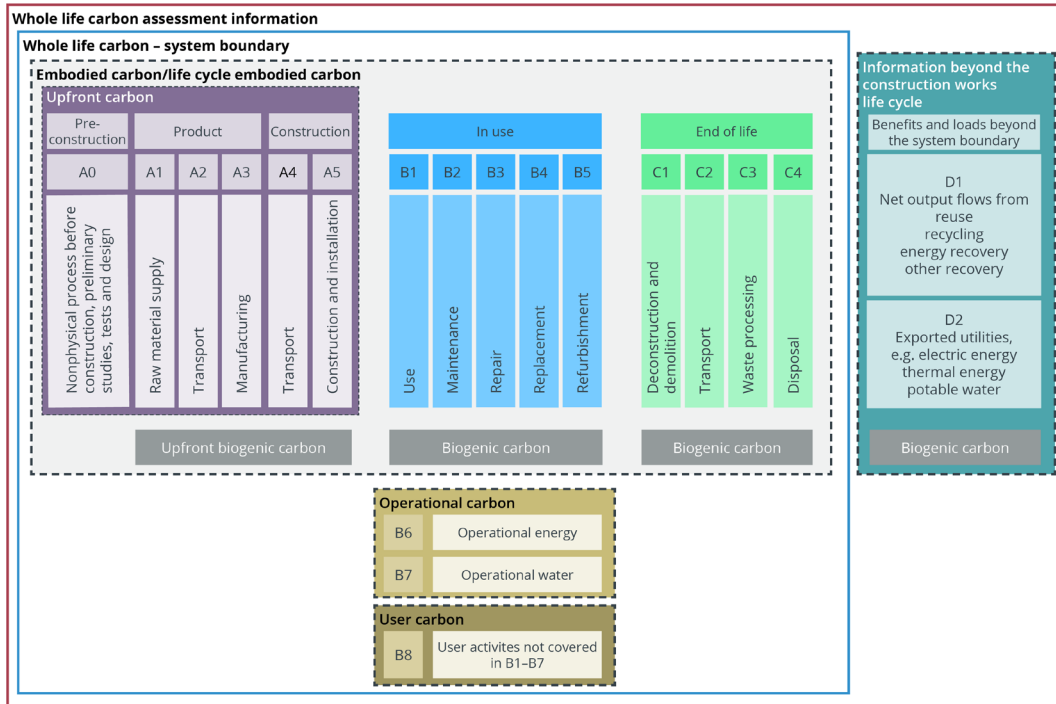 Whole life carbon assessment information
Whole life carbon – system boundary
Embodied carbon/life cycle embodied carbon
Upfront carbon
Pre-
construction
Product
Construction
A0
A1
A2
A3
A4
A5
Nonphysical process before
construction, preliminary
studies, tests and design
Raw material supply
Transport
Manufacturing
Transport
Construction and installation
Upfront biogenic carbon
In use
B1
B2
B3
B4
B5
Use
Maintenance
Repair
Replacement
Refurbishment
Biogenic carbon
End of life
C1
C2
C3
C4
Deconstruction and
demolition
Transport
Waste processing
Disposal
Biogenic carbon
Information beyond the
construction works
life cycle
Benefits and loads beyond
the system boundary
D1
Net output flows from
reuse
recycling
energy recovery
other recovery
D2
Exported utilities,
e.g. electric energy
thermal energy
potable water
Biogenic carbon
Operational carbon
B6
Operational energy
B7
Operational water
User carbon
B8
User activites not covered
in B1–B7